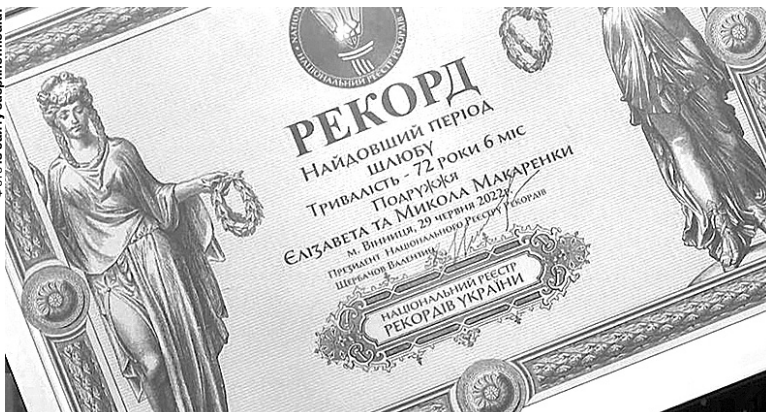 НАЦІОНАЛЬНИЙ РЕЄСТР РЕКОРДІВ
РЕКОРД
НАЙДОВШИЙ ПЕРІОД
ШЛЮБУ
ТРИВАЛІСТЬ - 72 РОКИ 6 МІС
ПОДРУЖЖЯ
ЄЛІЗАВЕТА ТА МИКОЛА МАКАРЕНКИ
м. ВІННИЦЯ, 29 ЧЕРВНЯ 2022р.
ПРЕЗИДЕНТ НАЦІОНАЛЬНОГО РЕЄСТРУ РЕКОРДІВ
ЩЕРБАЧОВ ВАЛЕНТИН
НАЦІОНАЛЬНИЙ РЕЄСТР
РЕКОРДІВ УКРАЇНИ